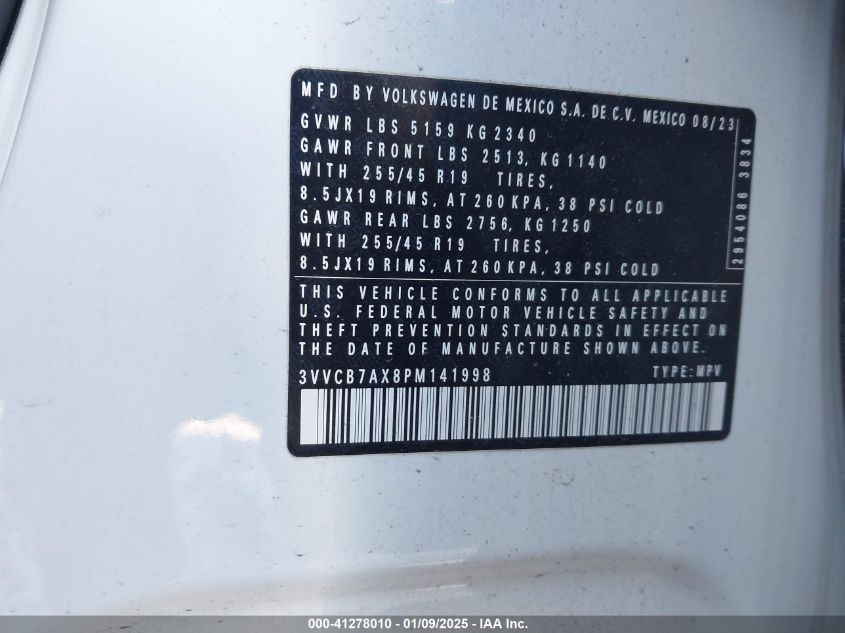 MFD BY VOLKSWAGEN DE MEXICO S.A. DE C.V. MEXICO 08/23
GVWR LBS 5159 KG 2340
GAWR FRONT LBS 2513, KG 1140
WITH 255/45 R19 TIRES,
8.5JX19 RIMS, AT 260 KPA, 38 PSI COLD
GAWR REAR LBS 2756, KG 1250
WITH 255/45 R19 TIRES,
8.5JX19 RIMS, AT 260 KPA, 38 PSI COLD
2954086 3834
THIS VEHICLE CONFORMS TO ALL APPLICABLE
U.S. FEDERAL MOTOR VEHICLE SAFETY AND
THEFT PREVENTION STANDARDS IN EFFECT ON
THE DATE OF MANUFACTURE SHOWN ABOVE.
3VVCB7AX8PM141998 TYPE: MPV
000-41278010 - 01/09/2025 - IAA Inc.